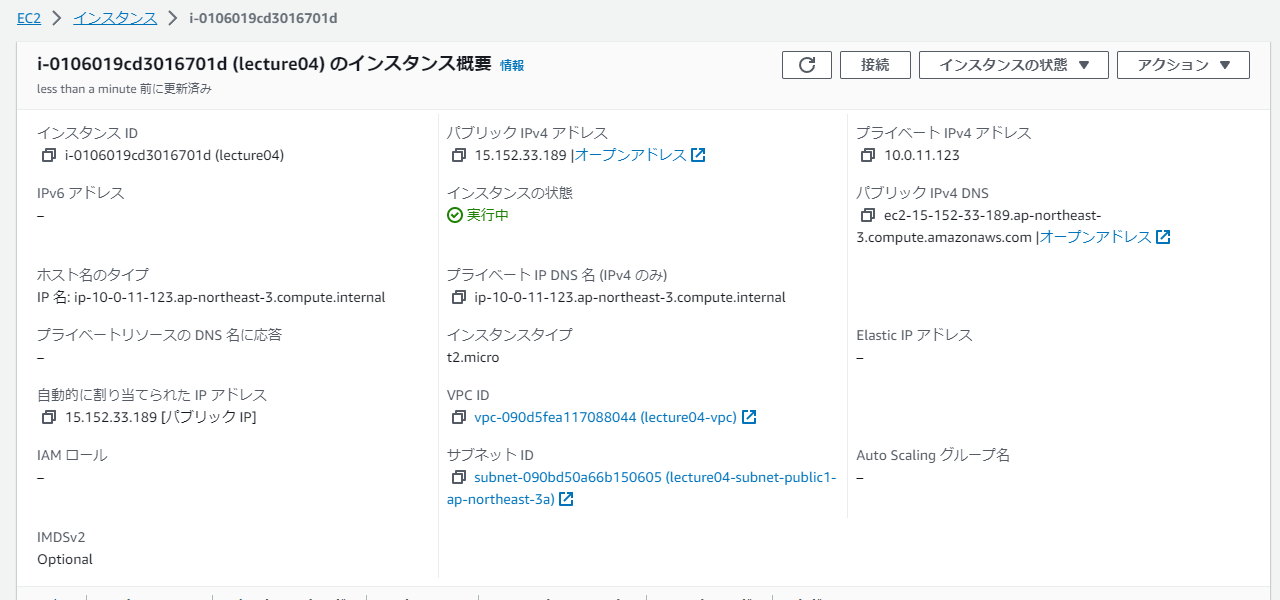 EC2 > インスタンス > i-0106019cd3016701d
i-0106019cd3016701d (lecture04) のインスタンス概要 情報
less than a minute 前に更新済み
接続
インスタンスの状態 ▼
アクション ▼
インスタンス ID
i-0106019cd3016701d (lecture04)
パブリック IPv4 アドレス
15.152.33.189 |オープンアドレス
プライベート IPv4 アドレス
10.0.11.123
IPv6 アドレス
–
インスタンスの状態
実行中
パブリック IPv4 DNS
ec2-15-152-33-189.ap-northeast-
3.compute.amazonaws.com |オープンアドレス
ホスト名のタイプ
IP 名: ip-10-0-11-123.ap-northeast-3.compute.internal
プライベート IP DNS 名 (IPv4 のみ)
ip-10-0-11-123.ap-northeast-3.compute.internal
プライベートリソースの DNS 名に応答
–
インスタンスタイプ
t2.micro
Elastic IP アドレス
–
自動的に割り当てられた IP アドレス
15.152.33.189 [パブリック IP]
VPC ID
vpc-090d5fea117088044 (lecture04-vpc)
IAM ロール
–
サブネット ID
subnet-090bd50a66b150605 (lecture04-subnet-public1-
ap-northeast-3a)
Auto Scaling グループ名
–
IMDSv2
Optional